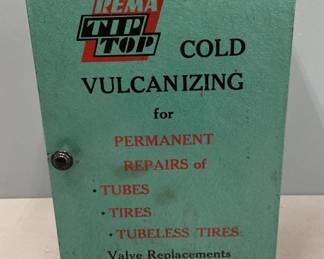 REMA
TIP
TOP
COLD
VULCANIZING
for
PERMANENT
REPAIRS of
• TUBES
• TIRES
• TUBELESS TIRES
Valve Replacements